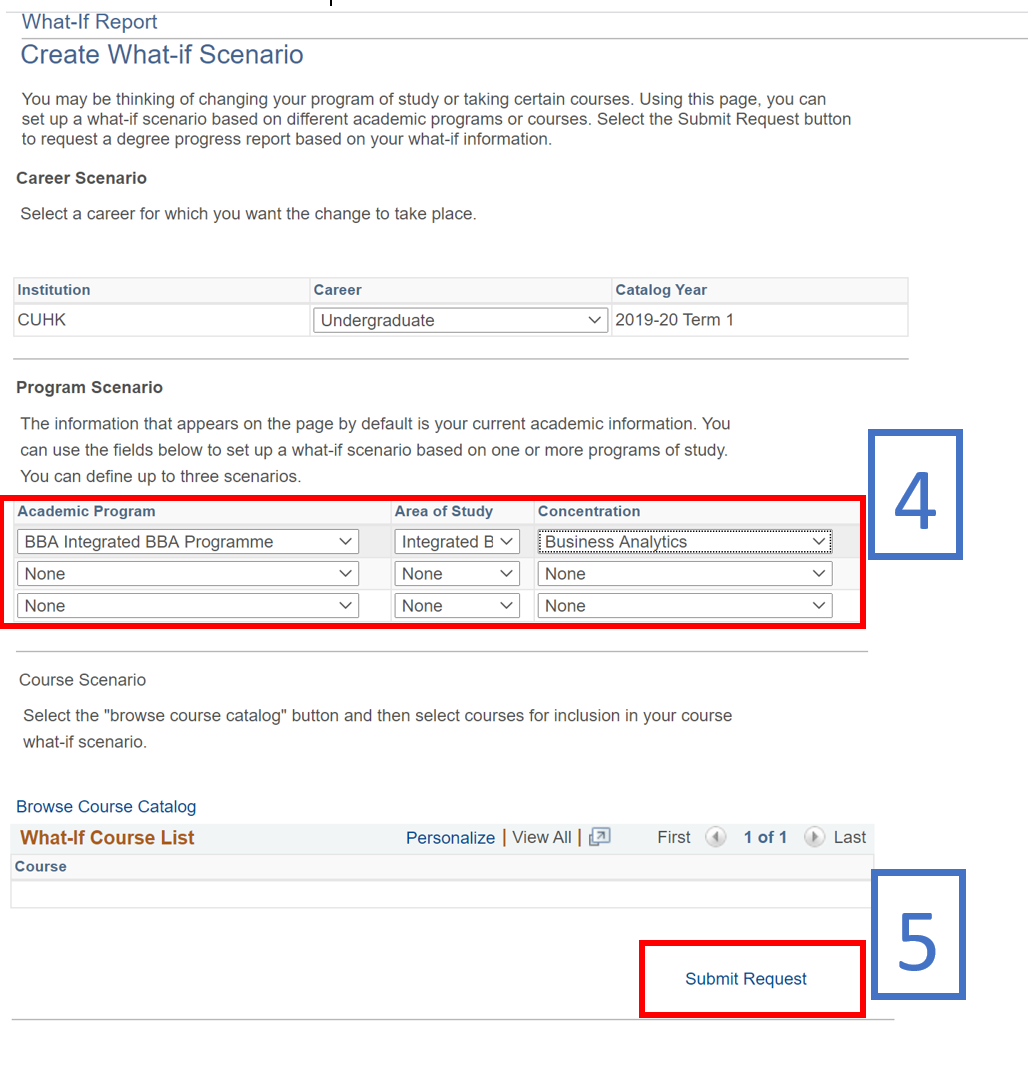 What-If Report
Create What-if Scenario
You may be thinking of changing your program of study or taking certain courses. Using this page, you can
set up a what-if scenario based on different academic programs or courses. Select the Submit Request button
to request a degree progress report based on your what-if information.
Career Scenario
Select a career for which you want the change to take place.
Institution Career Catalog Year
CUHK Undergraduate 2019-20 Term 1
Program Scenario
The information that appears on the page by default is your current academic information. You
can use the fields below to set up a what-if scenario based on one or more programs of study.
You can define up to three scenarios.
4
Academic Program Area of Study Concentration
BBA Integrated BBA Programme Integrated B Business Analytics
None None None
None None None
Course Scenario
Select the "browse course catalog" button and then select courses for inclusion in your course
what-if scenario.
Browse Course Catalog
What-If Course List Personalize | View All | First 1 of 1 Last
Course
5
Submit Request